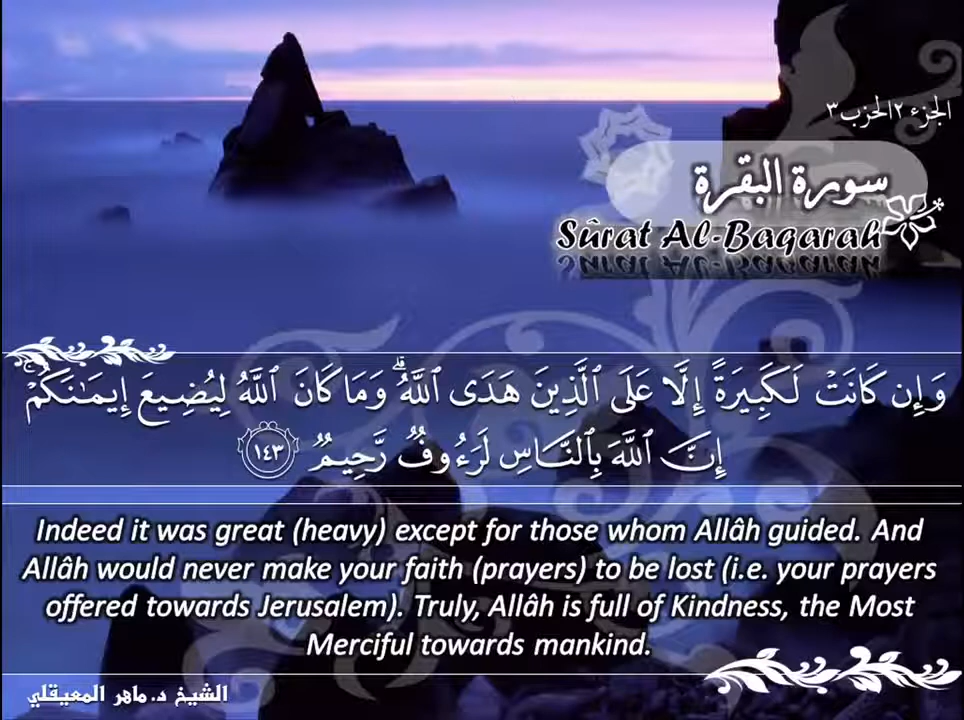 الجزء ٢ الحزب ٣
سورة البقرة
Sûrat Al-Baqarah
وَإِن كَانَتْ لَكَبِيرَةً إِلَّا عَلَى ٱلَّذِينَ هَدَى ٱللَّهُ ۗ وَمَا كَانَ ٱللَّهُ لِيُضِيعَ إِيمَـٰنَكُمْ ۚ
إِنَّ ٱللَّهَ بِٱلنَّاسِ لَرَءُوفٌ رَّحِيمٌ ١٤٣
Indeed it was great (heavy) except for those whom Allâh guided. And
Allâh would never make your faith (prayers) to be lost (i.e. your prayers
offered towards Jerusalem). Truly, Allâh is full of Kindness, the Most
Merciful towards mankind.
الشيخ د. ماهر المعيقلي